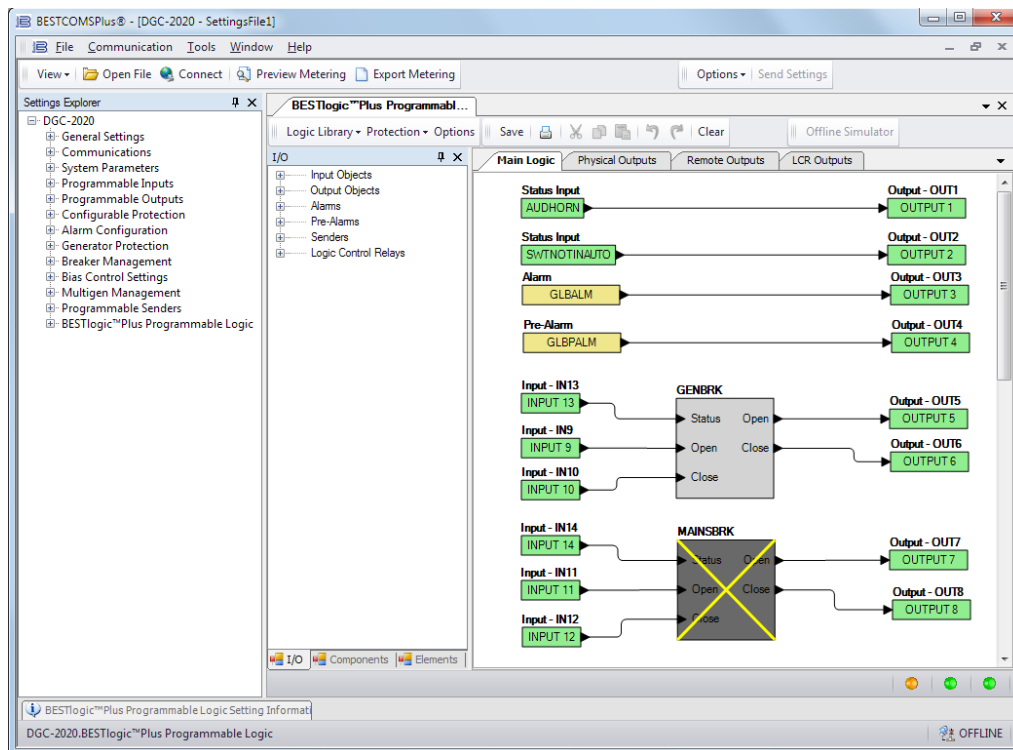 BESTCOMSPlus® - [DGC-2020 - SettingsFile1]
File Communication Tools Window Help
View Open File Connect Preview Metering Export Metering Options Send Settings
Settings Explorer
DGC-2020
General Settings
Communications
System Parameters
Programmable Inputs
Programmable Outputs
Configurable Protection
Alarm Configuration
Generator Protection
Breaker Management
Bias Control Settings
Multigen Management
Programmable Senders
BESTlogic™Plus Programmable Logic
BESTlogic™Plus Programmabl...
Logic Library Protection Options Save Clear Offline Simulator
I/O
Input Objects
Output Objects
Alarms
Pre-Alarms
Senders
Logic Control Relays
I/O Components Elements
Main Logic Physical Outputs Remote Outputs LCR Outputs
Status Input Output - OUT1
AUDHORN OUTPUT 1
Status Input Output - OUT2
SWTNOTINAUTO OUTPUT 2
Alarm Output - OUT3
GLBALM OUTPUT 3
Pre-Alarm Output - OUT4
GLBPALM OUTPUT 4
Input - IN13 GENBRK Output - OUT5
INPUT 13 Status Open OUTPUT 5
Input - IN9 Output - OUT6
INPUT 9 Open Close OUTPUT 6
Input - IN10 Close
INPUT 10
Input - IN14 MAINSBRK Output - OUT7
INPUT 14 Status Open OUTPUT 7
Input - IN11 Output - OUT8
INPUT 11 Open Close OUTPUT 8
Input - IN12 Close
INPUT 12
BESTlogic™Plus Programmable Logic Setting Informati
DGC-2020.BESTlogic™Plus Programmable Logic OFFLINE